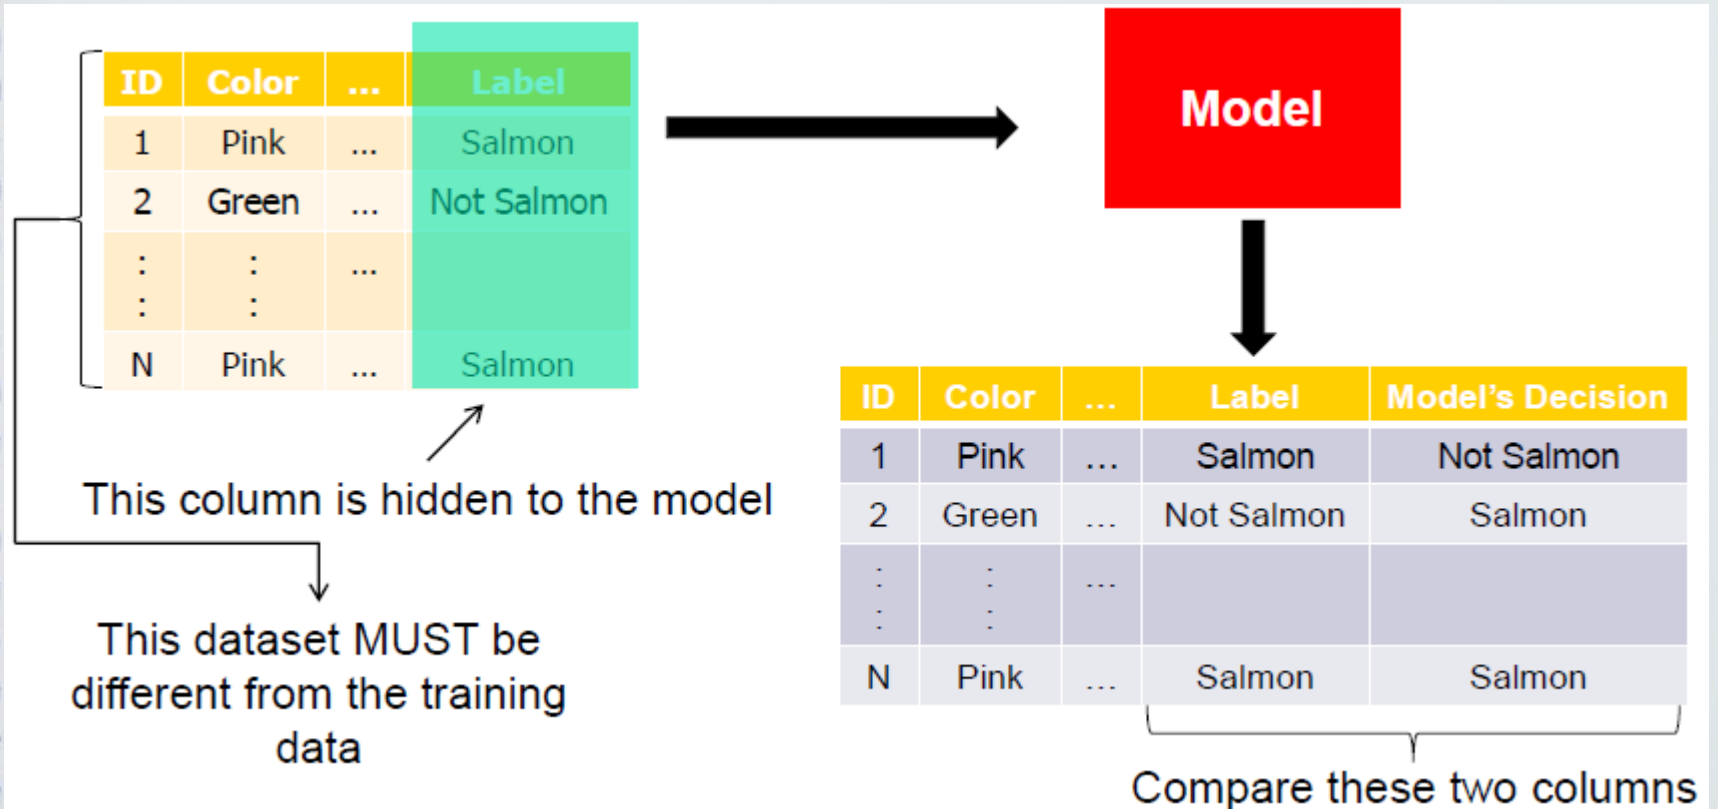 ID Color ... Label
1 Pink ... Salmon
2 Green ... Not Salmon
: : ...
: :
N Pink ... Salmon
This column is hidden to the model
This dataset MUST be
different from the training
data
Model
ID Color ... Label Model's Decision
1 Pink ... Salmon Not Salmon
2 Green ... Not Salmon Salmon
: : ...
: :
N Pink ... Salmon Salmon
Compare these two columns